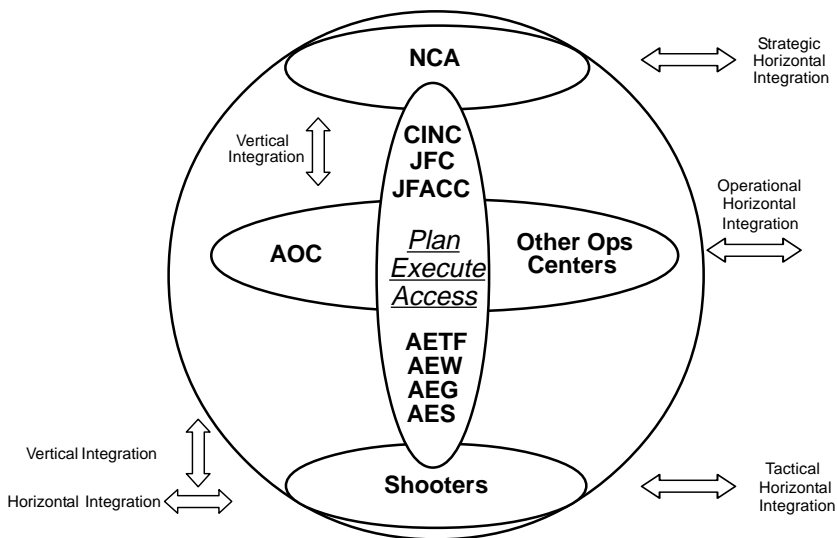 NCA
Strategic
Horizontal
Integration
Vertical
Integration
CINC
JFC
JFACC
Operational
Horizontal
Integration
AOC
Plan
Execute
Access
Other Ops
Centers
AETF
AEW
AEG
AES
Vertical Integration
Horizontal Integration
Shooters
Tactical
Horizontal
Integration